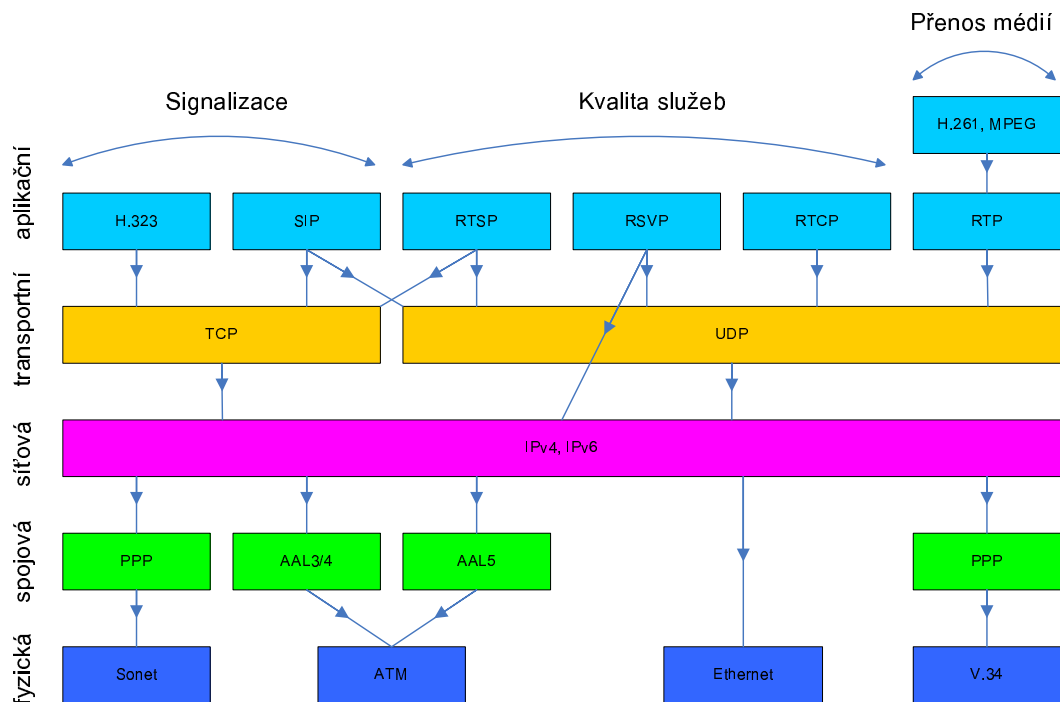 Přenos médií
Signalizace
Kvalita služeb
H.261, MPEG
aplikační
H.323
SIP
RTSP
RSVP
RTCP
RTP
transportní
TCP
UDP
síťová
IPv4, IPv6
spojová
PPP
AAL3/4
AAL5
PPP
fyzická
Sonet
ATM
Ethernet
V.34